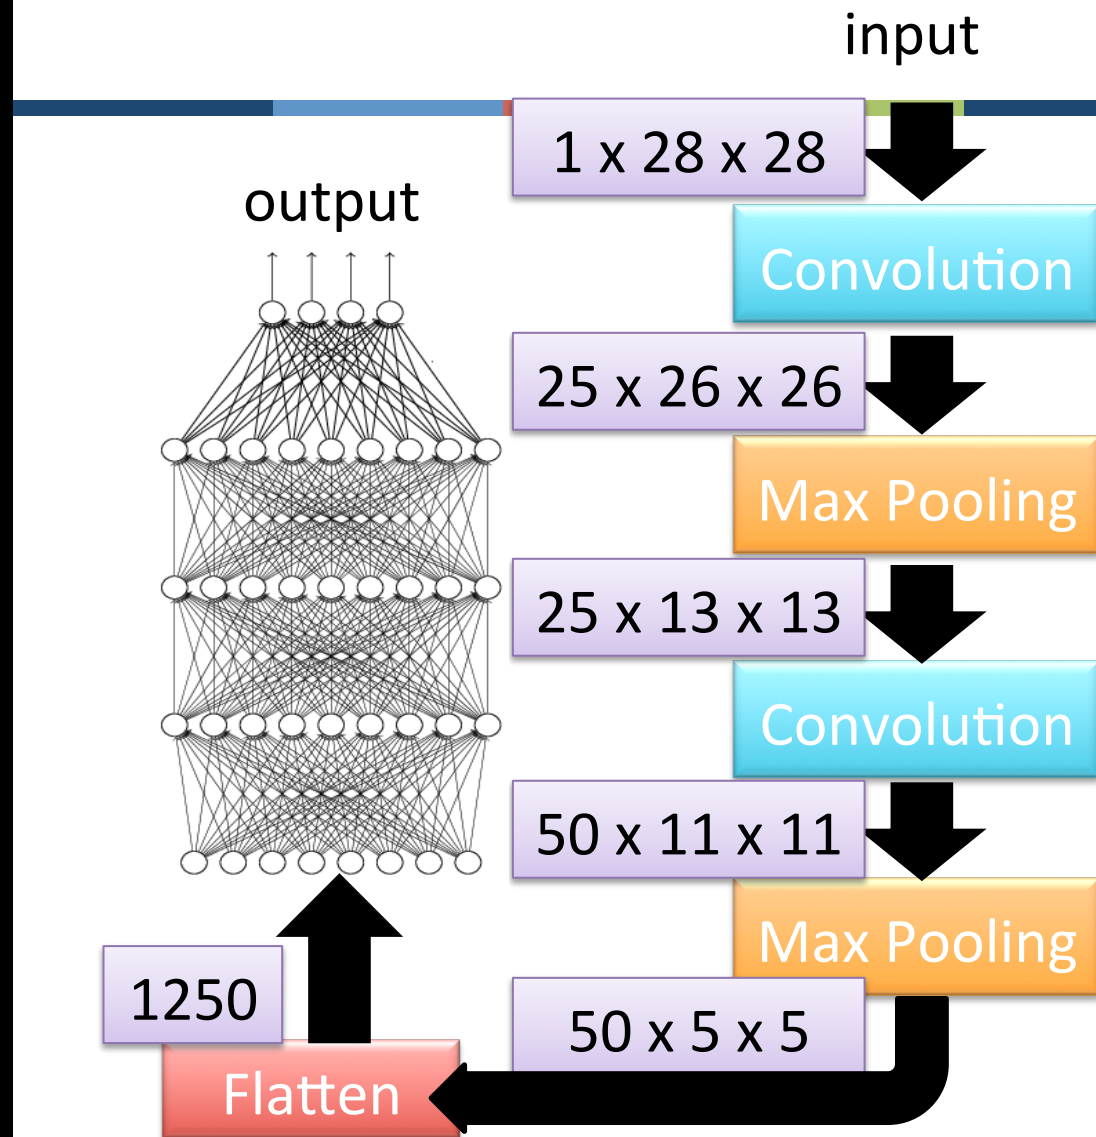 input
1 x 28 x 28
Convolution
25 x 26 x 26
Max Pooling
25 x 13 x 13
Convolution
50 x 11 x 11
Max Pooling
50 x 5 x 5
Flatten
1250
output